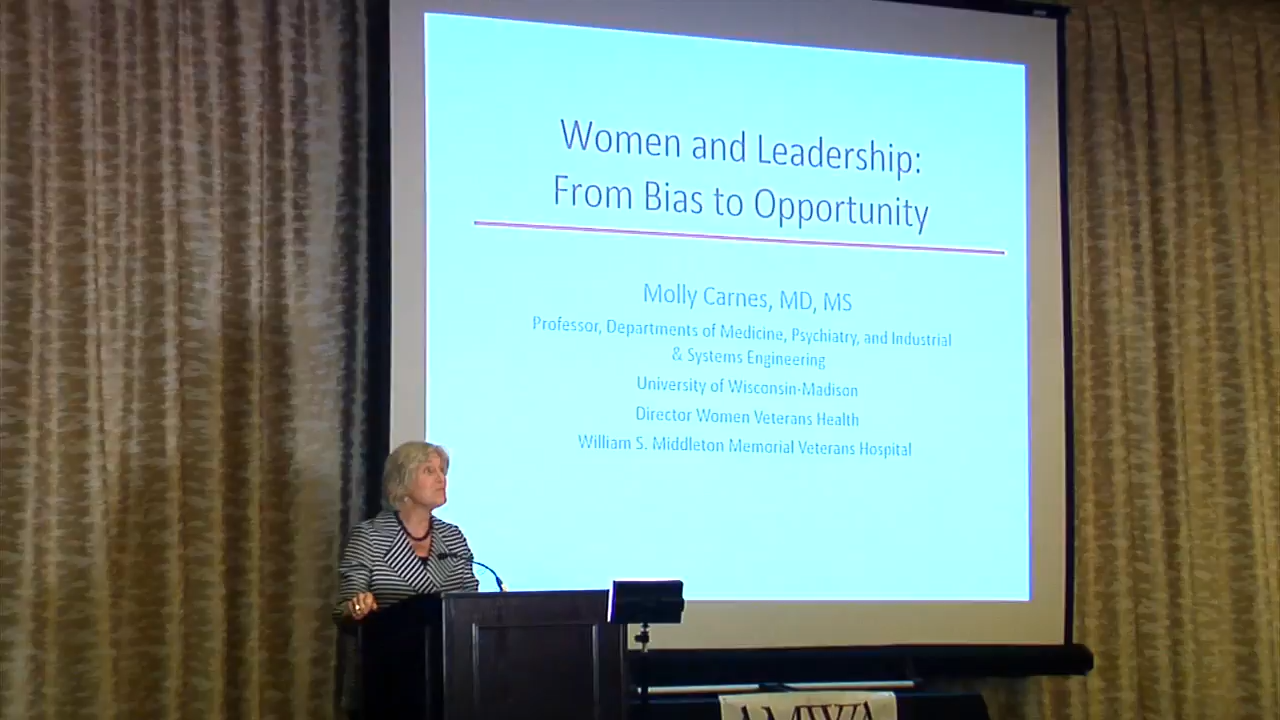 Women and Leadership:
From Bias to Opportunity
Molly Carnes, MD, MS
Professor, Departments of Medicine, Psychiatry, and Industrial
& Systems Engineering
University of Wisconsin-Madison
Director Women Veterans Health
William S. Middleton Memorial Veterans Hospital
AMWA